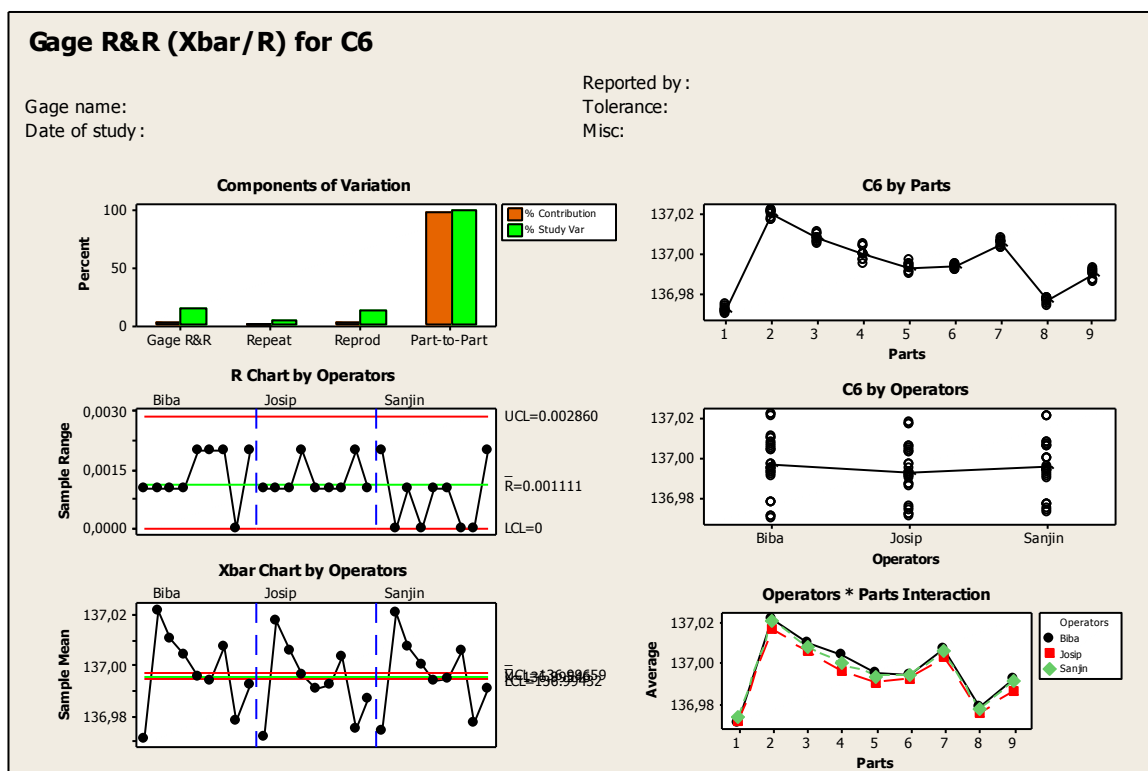 Gage R&R (Xbar/R) for C6
Reported by:
Gage name:
Tolerance:
Date of study:
Misc:
Components of Variation
100
50
0
Percent
Gage R&R Repeat Reprod Part-to-Part
% Contribution
% Study Var
C6 by Parts
137,02
137,00
136,98
1 2 3 4 5 6 7 8 9
Parts
R Chart by Operators
Biba Josip Sanjin
0,0030
0,0015
0,0000
Sample Range
UCL=0.002860
R=0.001111
LCL=0
C6 by Operators
137,02
137,00
136,98
Biba Josip Sanjin
Operators
Xbar Chart by Operators
Biba Josip Sanjin
137,02
137,00
136,98
Sample Mean
Operators * Parts Interaction
137,02
137,00
136,98
Average
1 2 3 4 5 6 7 8 9
Parts
Operators
Biba
Josip
Sanjin